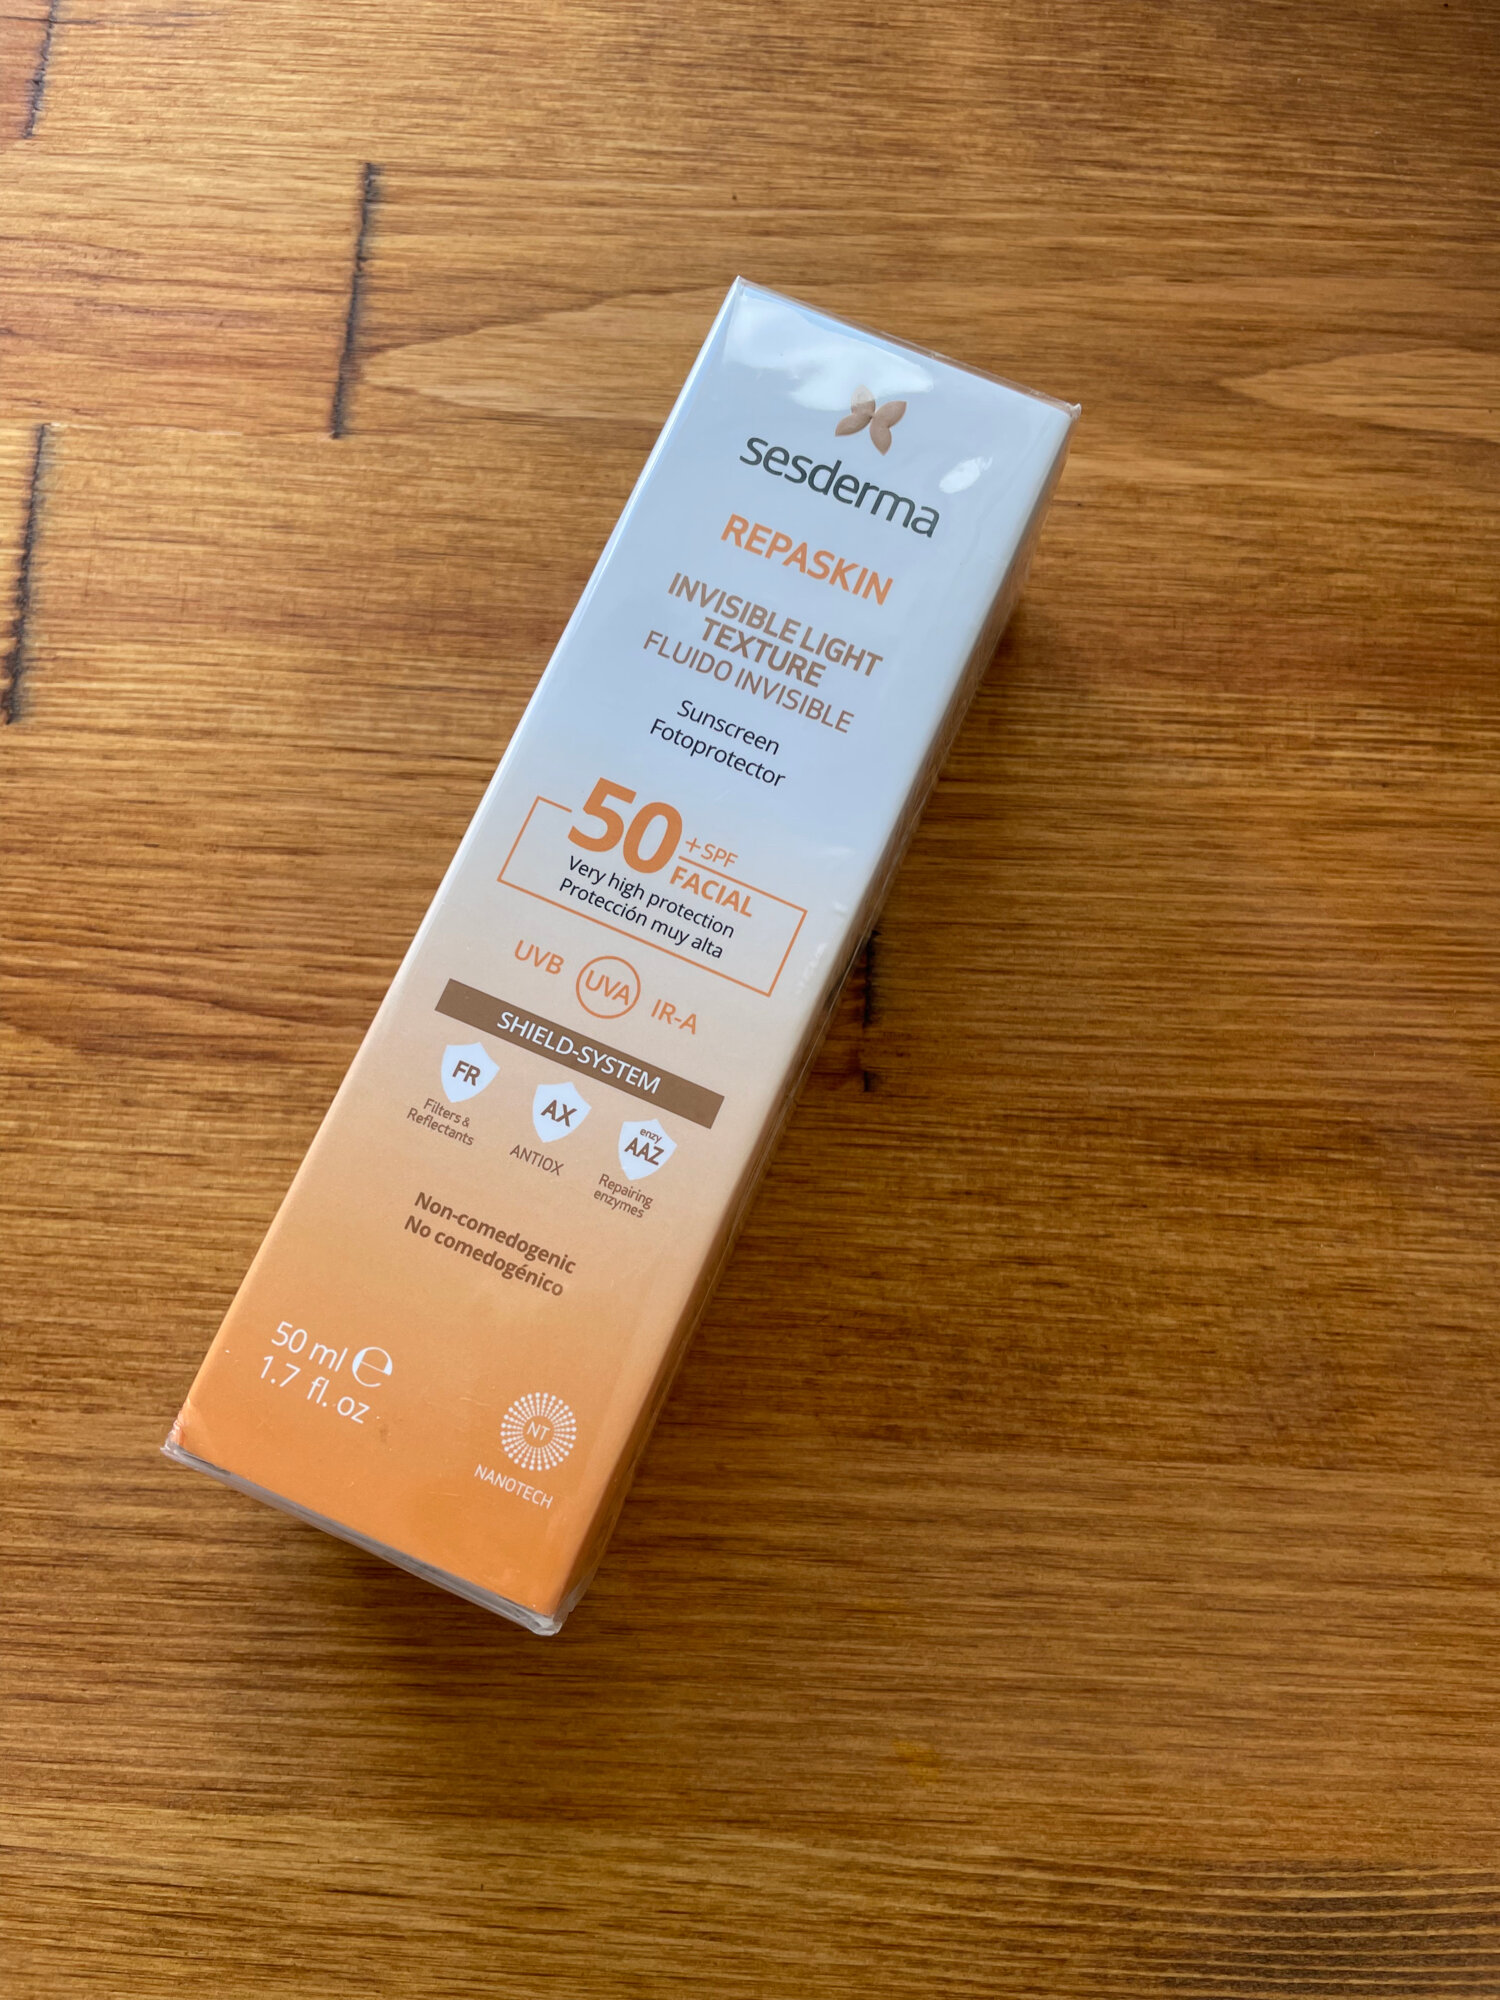 sesderma
REPASKIN
INVISIBLE LIGHT
TEXTURE
FLUIDO INVISIBLE
Sunscreen
Fotoprotector
50 + SPF
FACIAL
Very high protection
Protección muy alta
UVB UVA IR-A
SHIELD-SYSTEM
FR
Filters &
Reflectants
AX
ANTIOX
enzy
AAZ
Repairing
enzymes
Non-comedogenic
No comedogénico
50 ml ℮
1.7 fl. oz
NT
NANOTECH